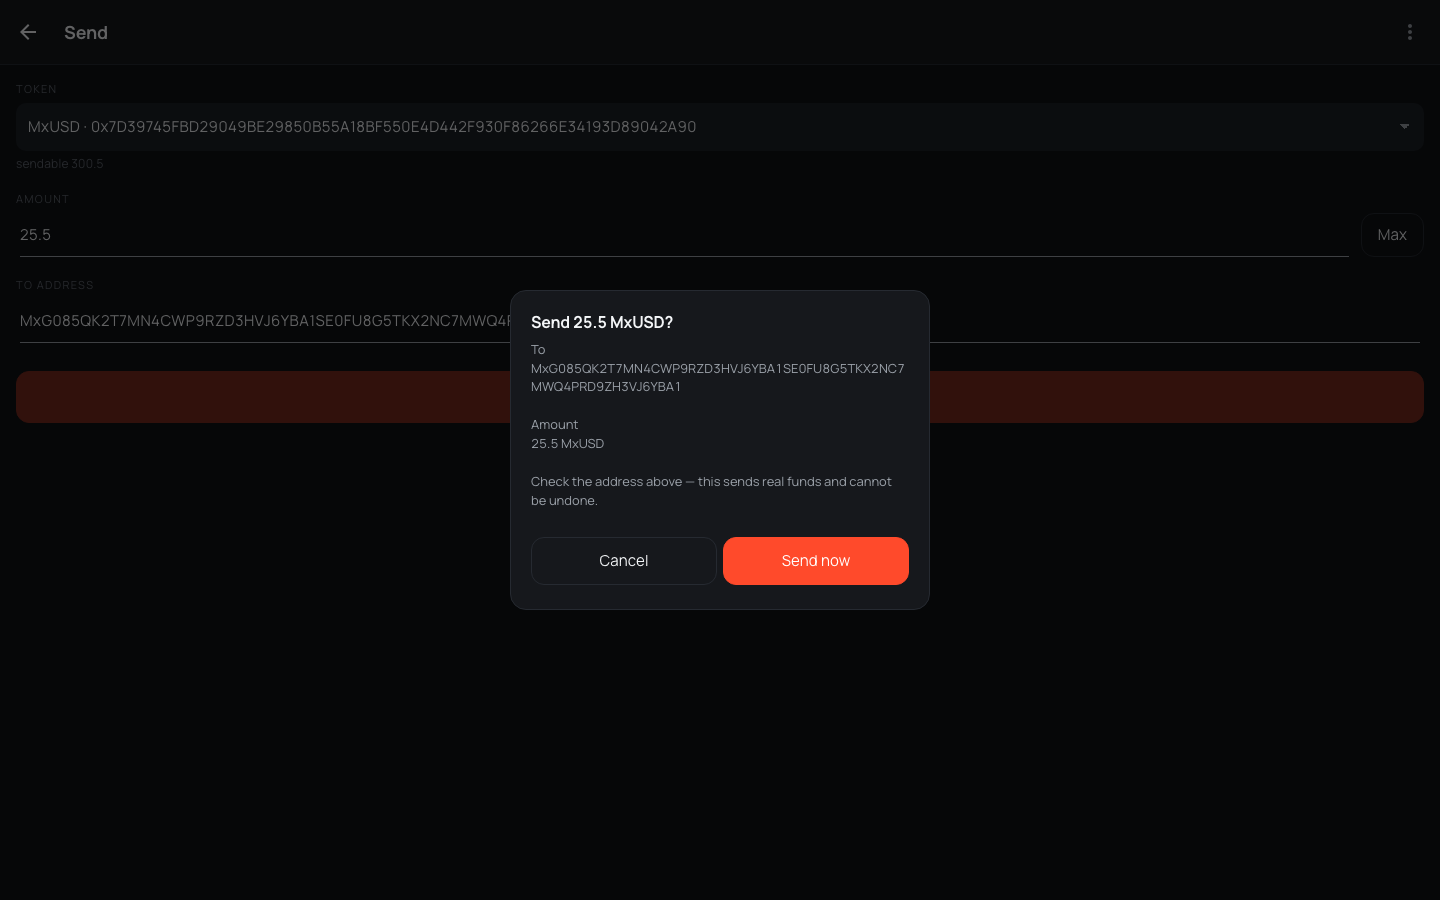 Send
TOKEN
MxUSD · 0x7D39745FBD29049BE29850B55A18BF550E4D442F930F86266E34193D89042A90
sendable 300.5
AMOUNT
25.5
Max
TO ADDRESS
MxG085QK2T7MN4CWP9RZD3HVJ6YBA1SE0FU8G5TKX2NC7MWQ4
Send 25.5 MxUSD?
To
MxG085QK2T7MN4CWP9RZD3HVJ6YBA1SE0FU8G5TKX2NC7
MWQ4PRD9ZH3VJ6YBA1
Amount
25.5 MxUSD
Check the address above — this sends real funds and cannot
be undone.
Cancel
Send now